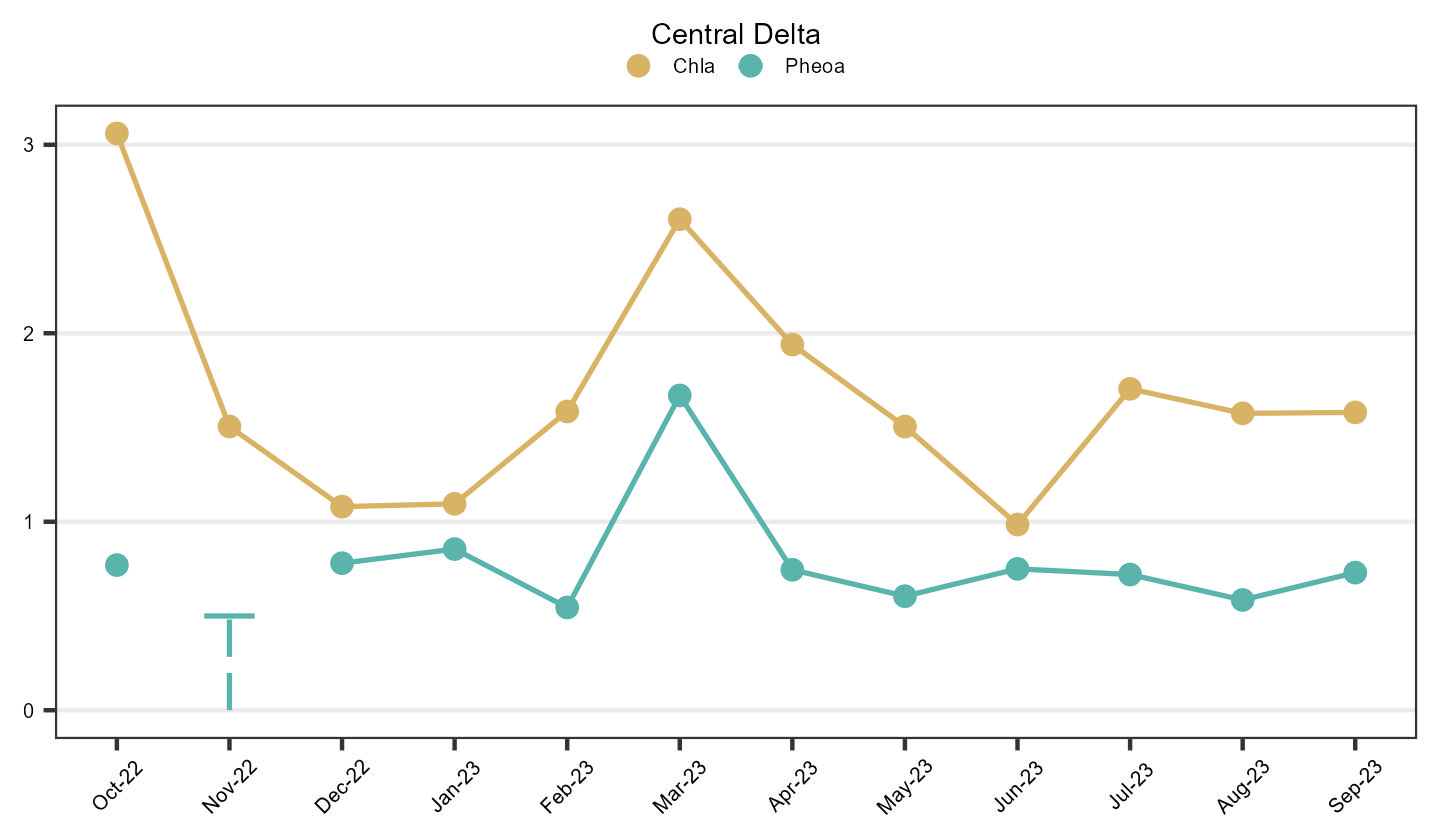 Central Delta
Chla Pheoa
3
2
1
0
Oct-22 Nov-22 Dec-22 Jan-23 Feb-23 Mar-23 Apr-23 May-23 Jun-23 Jul-23 Aug-23 Sep-23